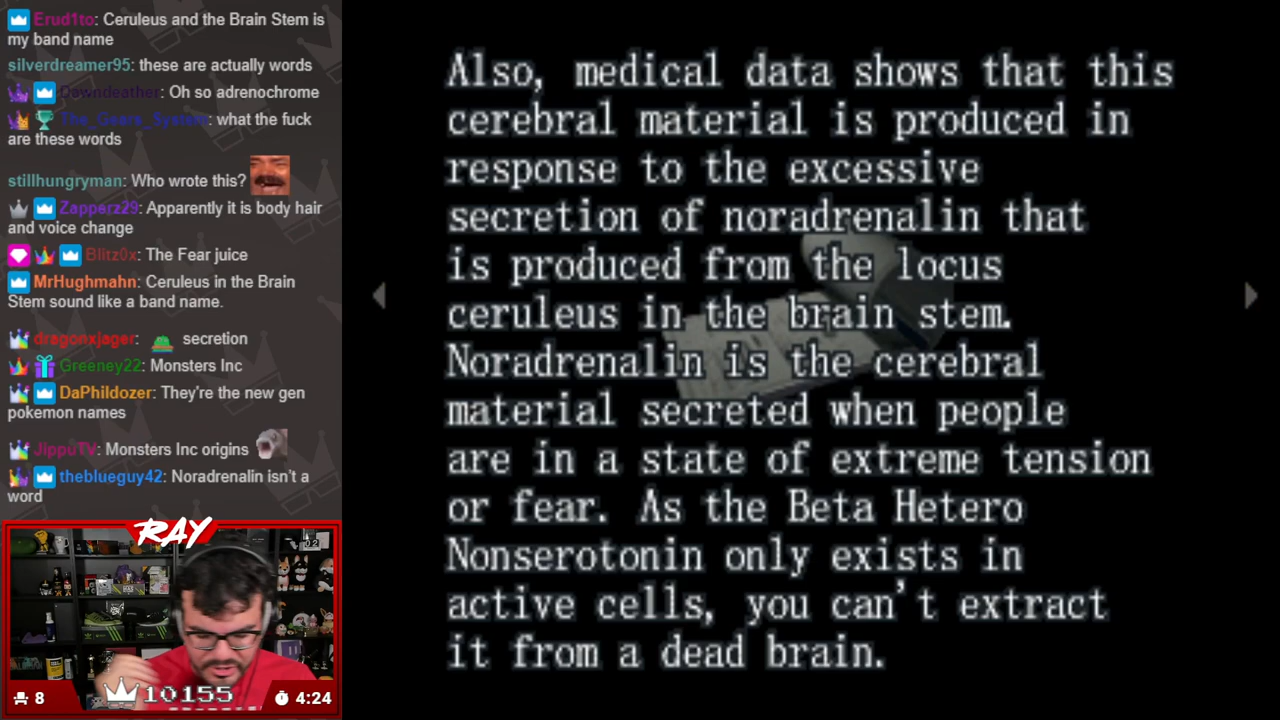 Erud1to: Ceruleus and the Brain Stem is
my band name
silverdreamer95: these are actually words
Dawndeather: Oh so adrenochrome
The_Gears_System: what the fuck
are these words
stillhungryman: Who wrote this?
Zapperz29: Apparently it is body hair
and voice change
Blitz0x: The Fear juice
MrHughmahn: Ceruleus in the Brain
Stem sound like a band name.
dragonxjager: secretion
Greeney22: Monsters Inc
DaPhildozer: They're the new gen
pokemon names
JippuTV: Monsters Inc origins
theblueguy42: Noradrenalin isn't a
word
RAY
8
10155
4:24
Also, medical data shows that this
cerebral material is produced in
response to the excessive
secretion of noradrenalin that
is produced from the locus
ceruleus in the brain stem.
Noradrenalin is the cerebral
material secreted when people
are in a state of extreme tension
or fear. As the Beta Hetero
Nonserotonin only exists in
active cells, you can't extract
it from a dead brain.